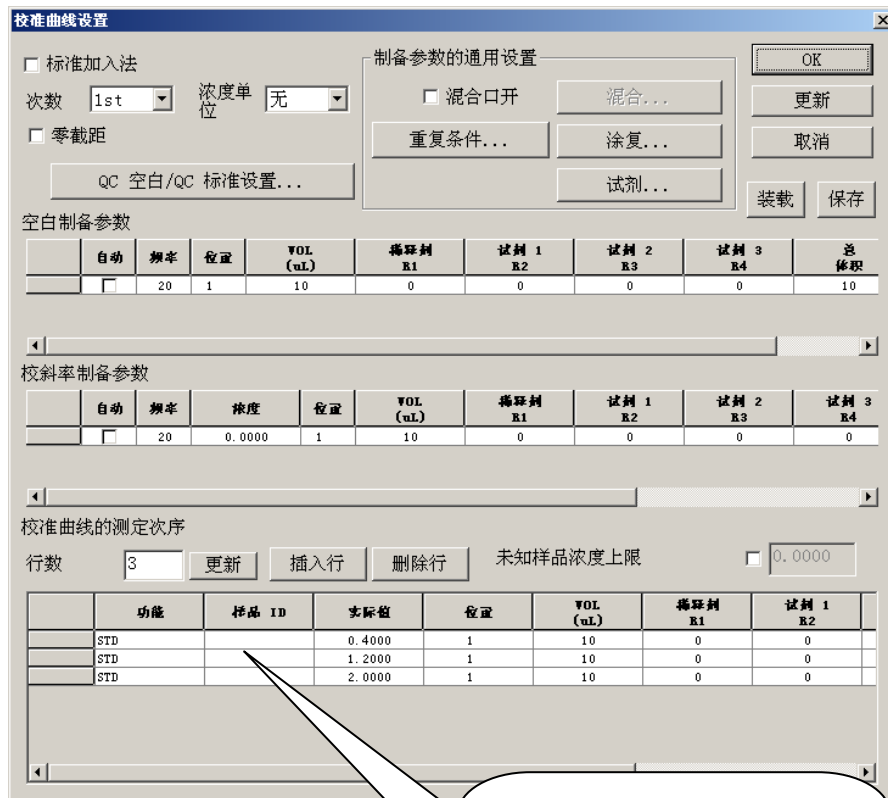 校准曲线设置
标准加入法
次数 1st 浓度单位 无
零截距
QC 空白/QC 标准设置...
制备参数的通用设置
混合口开 混合...
重复条件... 涂复...
试剂...
OK
更新
取消
装载 保存
空白制备参数
自动 频率 位置 VOL (uL) 稀释剂 R1 试剂 1 R2 试剂 2 R3 试剂 3 R4 总体积
20 1 10 0 0 0 0 10
校斜率制备参数
自动 频率 浓度 位置 VOL (uL) 稀释剂 R1 试剂 1 R2 试剂 2 R3 试剂 3 R4
20 0.0000 1 10 0 0 0 0
校准曲线的测定次序
行数 3 更新 插入行 删除行 未知样品浓度上限 0.0000
功能 样品 ID 实际值 位置 VOL (uL) 稀释剂 R1 试剂 1 R2
STD 0.4000 1 10 0 0
STD 1.2000 1 10 0 0
STD 2.0000 1 10 0 0